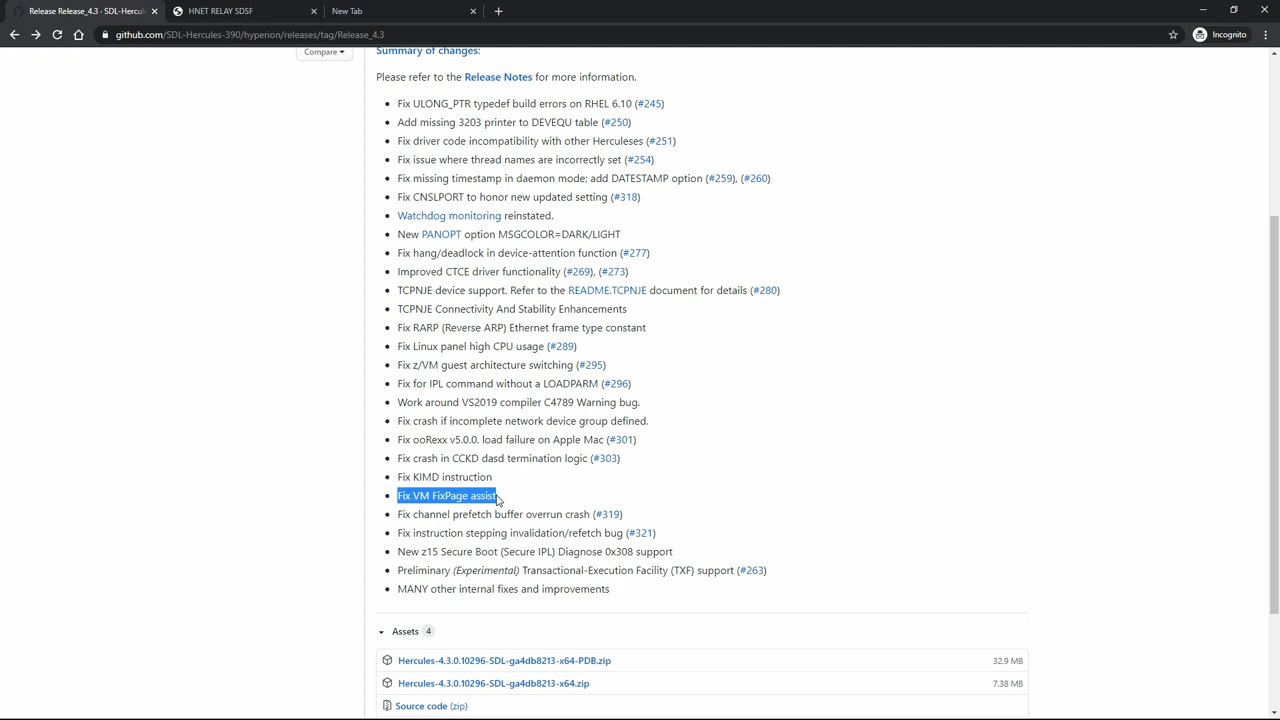 Release Release_4.3 - SDL-Hercul
HNET RELAY SDSF
New Tab
github.com/SDL-Hercules-390/hyperion/releases/tag/Release_4.3
Incognito
Compare
Summary of changes:
Please refer to the Release Notes for more information.
Fix ULONG_PTR typedef build errors on RHEL 6.10 (#245)
Add missing 3203 printer to DEVEQU table (#250)
Fix driver code incompatibility with other Herculeses (#251)
Fix issue where thread names are incorrectly set (#254)
Fix missing timestamp in daemon mode; add DATESTAMP option (#259), (#260)
Fix CNSLPORT to honor new updated setting (#318)
Watchdog monitoring reinstated.
New PANOPT option MSGCOLOR=DARK/LIGHT
Fix hang/deadlock in device-attention function (#277)
Improved CTCE driver functionality (#269), (#273)
TCPNJE device support. Refer to the README.TCPNJE document for details (#280)
TCPNJE Connectivity And Stability Enhancements
Fix RARP (Reverse ARP) Ethernet frame type constant
Fix Linux panel high CPU usage (#289)
Fix z/VM guest architecture switching (#295)
Fix for IPL command without a LOADPARM (#296)
Work around VS2019 compiler C4789 Warning bug.
Fix crash if incomplete network device group defined.
Fix ooRexx v5.0.0. load failure on Apple Mac (#301)
Fix crash in CCKD dasd termination logic (#303)
Fix KIMD instruction
Fix VM FixPage assist
Fix channel prefetch buffer overrun crash (#319)
Fix instruction stepping invalidation/refetch bug (#321)
New z15 Secure Boot (Secure IPL) Diagnose 0x308 support
Preliminary (Experimental) Transactional-Execution Facility (TXF) support (#263)
MANY other internal fixes and improvements
Assets 4
Hercules-4.3.0.10296-SDL-ga4db8213-x64-PDB.zip 32.9 MB
Hercules-4.3.0.10296-SDL-ga4db8213-x64.zip 7.38 MB
Source code (zip)